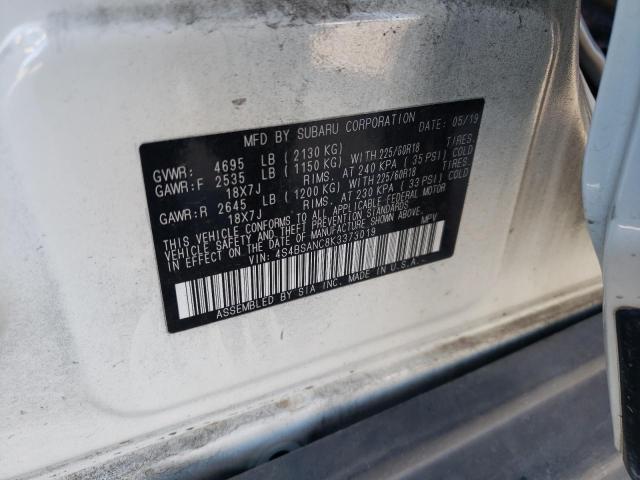 MFD BY SUBARU CORPORATION DATE: 05/19
GVWR: 4695 LB (2130 KG)
GAWR:F 2535 LB (1150 KG) WITH 225/60R18 TIRES.
18X7J RIMS. AT 240 KPA (35 PSI) COLD
GAWR:R 2645 LB (1200 KG) WITH 225/60R18 TIRES.
18X7J RIMS. AT 230 KPA (33 PSI) COLD
THIS VEHICLE CONFORMS TO ALL APPLICABLE FEDERAL MOTOR
VEHICLE SAFETY AND THEFT PREVENTION STANDARDS
IN EFFECT ON THE DATE OF MANUFACTURE SHOWN ABOVE.
VIN: 4S4BSANC8K3373019 MPV
ASSEMBLED BY SIA INC. MADE IN U.S.A.